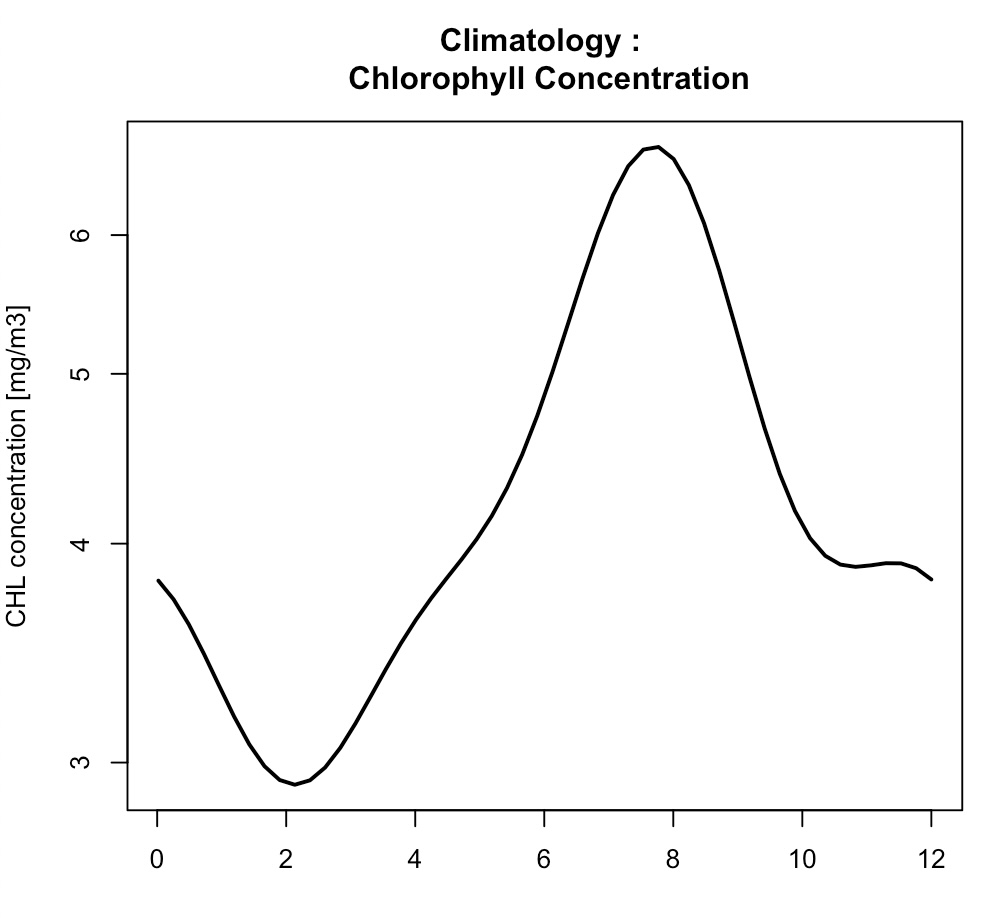 Climatology :
Chlorophyll Concentration
CHL concentration [mg/m3]
6
5
4
3
0 2 4 6 8 10 12